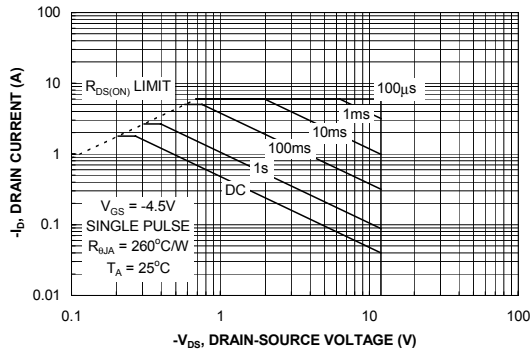 100
10
1
0.1
0.01
-I_D, DRAIN CURRENT (A)
R_DS(ON) LIMIT
100μs
1ms
10ms
100ms
1s
DC
V_GS = -4.5V
SINGLE PULSE
R_θJA = 260°C/W
T_A = 25°C
0.1 1 10 100
-V_DS, DRAIN-SOURCE VOLTAGE (V)